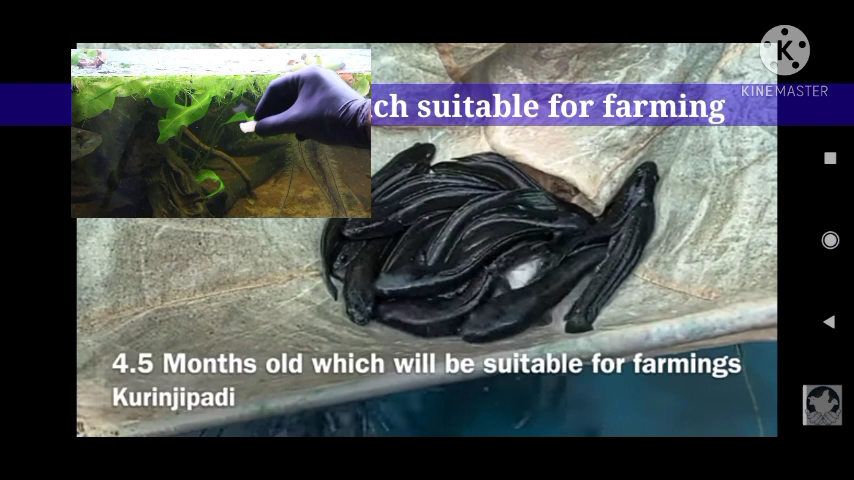 K
KINEMASTER
ch suitable for farming
4.5 Months old which will be suitable for farmings
Kurinjipadi